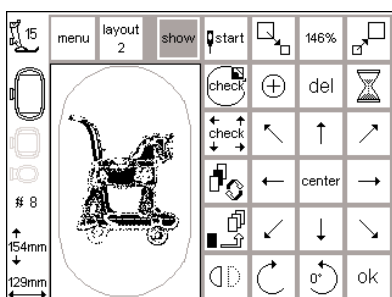 15 menu layout show start 146%
2
check del
check
center
# 8
154mm
129mm 0° ok